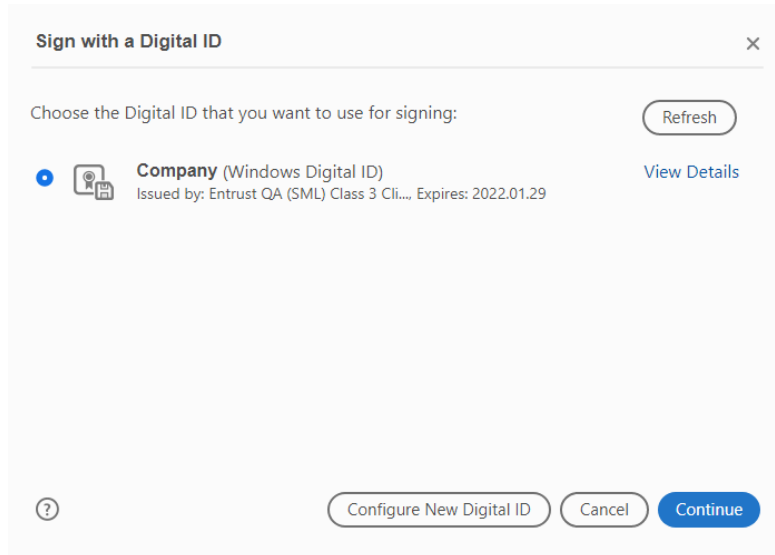 Sign with a Digital ID
Choose the Digital ID that you want to use for signing:
Refresh
Company (Windows Digital ID)
View Details
Issued by: Entrust QA (SML) Class 3 Cli..., Expires: 2022.01.29
?
Configure New Digital ID
Cancel
Continue